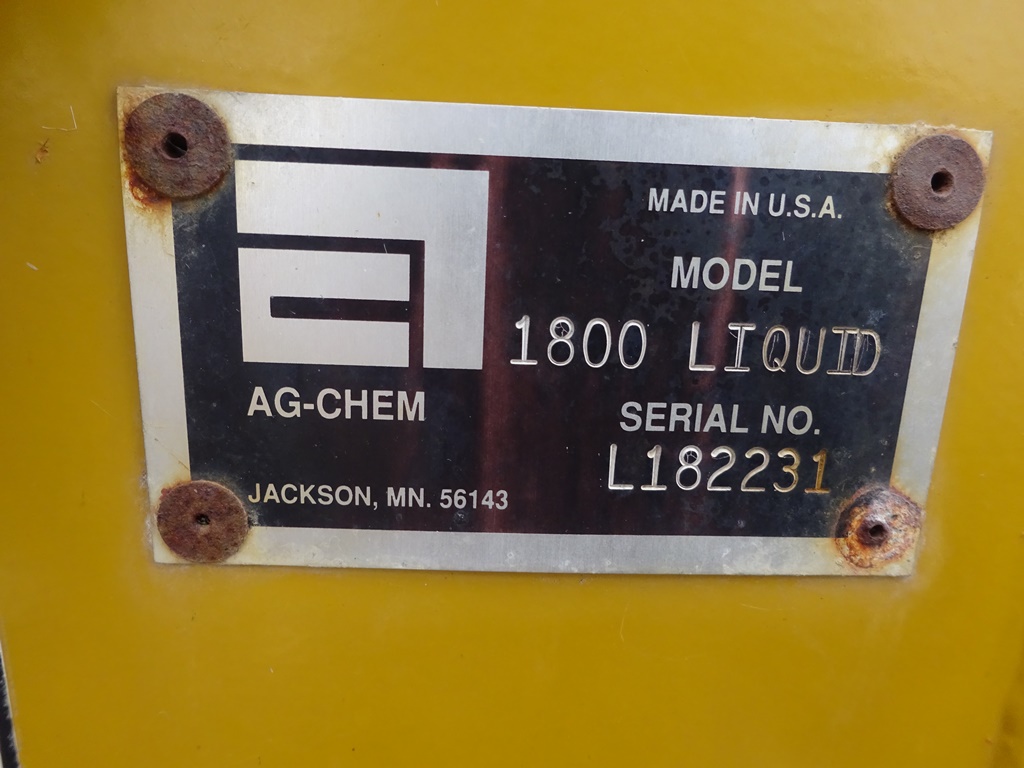 MADE IN U.S.A.
MODEL
1800 LIQUID
AG-CHEM
SERIAL NO.
L182231
JACKSON, MN. 56143